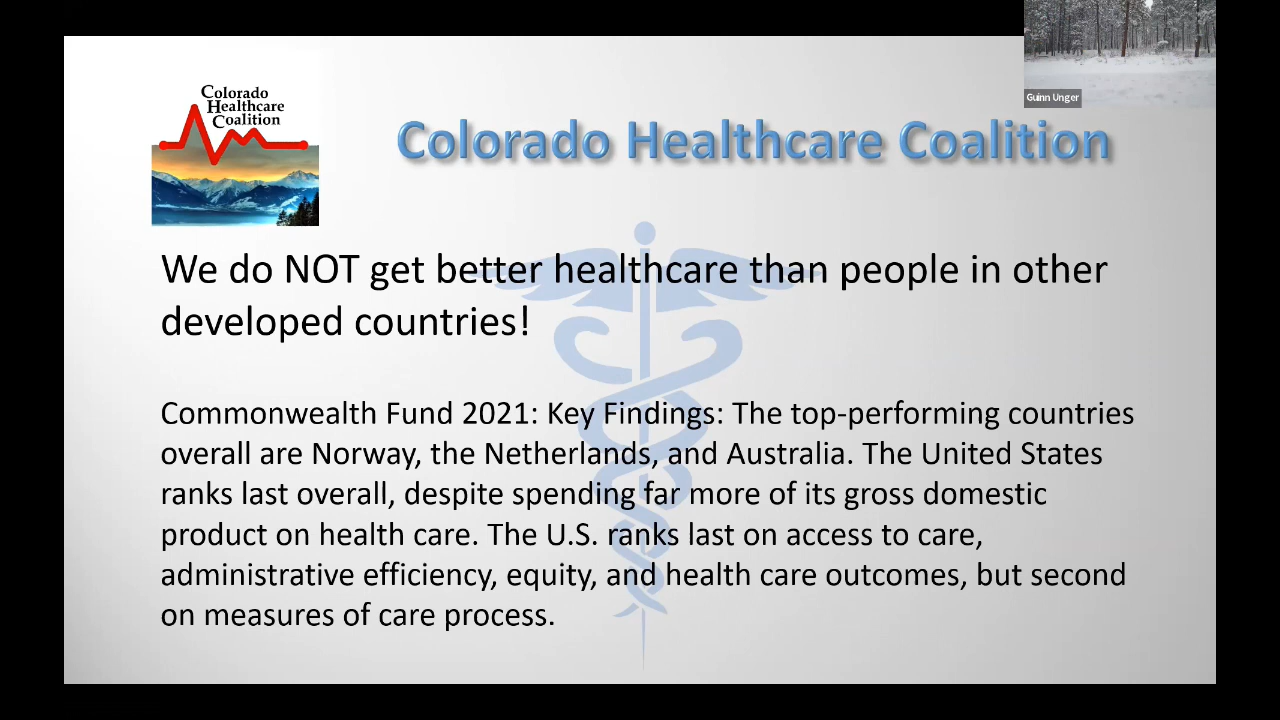 Guinn Unger
Colorado
Healthcare
Coalition
Colorado Healthcare Coalition
We do NOT get better healthcare than people in other
developed countries!
Commonwealth Fund 2021: Key Findings: The top-performing countries
overall are Norway, the Netherlands, and Australia. The United States
ranks last overall, despite spending far more of its gross domestic
product on health care. The U.S. ranks last on access to care,
administrative efficiency, equity, and health care outcomes, but second
on measures of care process.